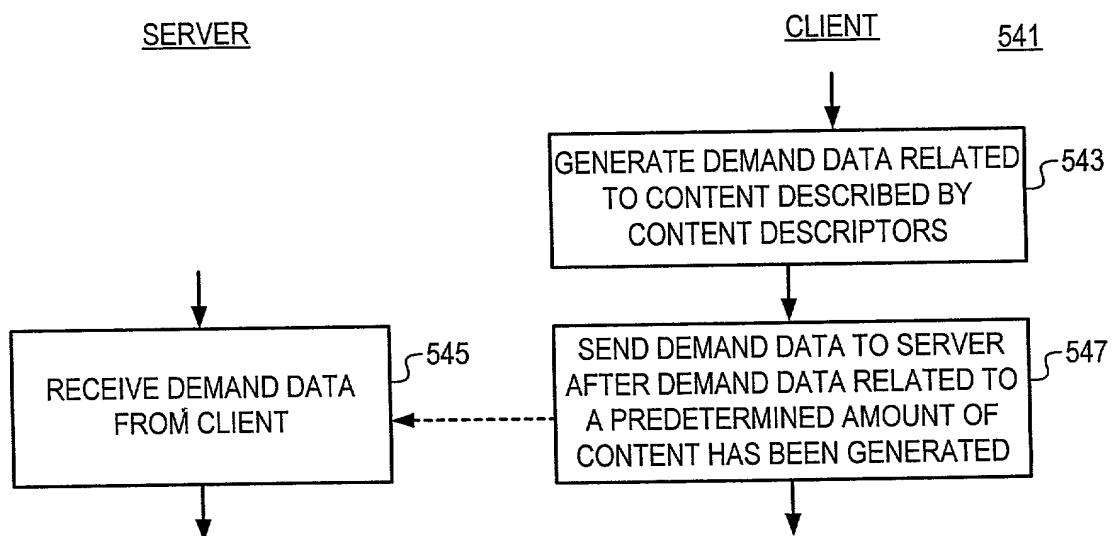 SERVER
CLIENT
541
GENERATE DEMAND DATA RELATED
TO CONTENT DESCRIBED BY
CONTENT DESCRIPTORS
543
RECEIVE DEMAND DATA
FROM CLIENT
545
SEND DEMAND DATA TO SERVER
AFTER DEMAND DATA RELATED TO
A PREDETERMINED AMOUNT OF
CONTENT HAS BEEN GENERATED
547